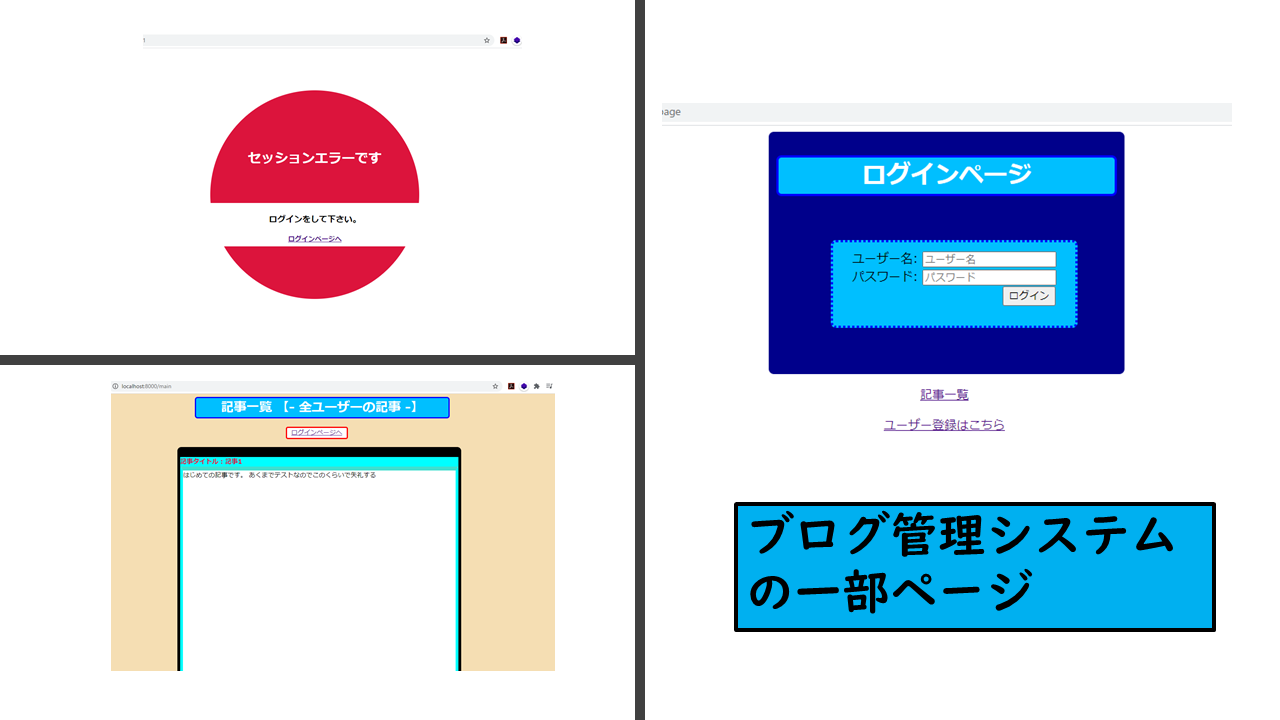 セッションエラーです
ログインをして下さい。
ログインページへ
localhost:8000/main
記事一覧 【- 全ユーザーの記事 -】
ログインページへ
記事タイトル：記事1
はじめての記事です。 あくまでテストなのでこのくらいで失礼する
page
ログインページ
ユーザー名: ユーザー名
パスワード: パスワード
ログイン
記事一覧
ユーザー登録はこちら
ブログ管理システム
の一部ページ